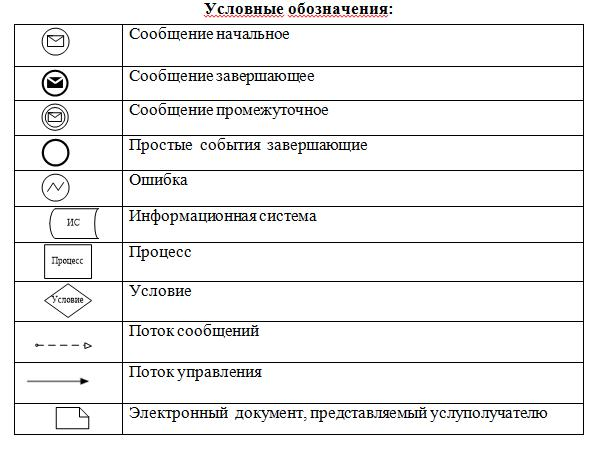 Условные обозначения:
Сообщение начальное
Сообщение завершающее
Сообщение промежуточное
Простые события завершающие
Ошибка
ИС
Информационная система
Процесс
Процесс
Условие
Условие
Поток сообщений
Поток управления
Электронный документ, представляемый услуполучателю